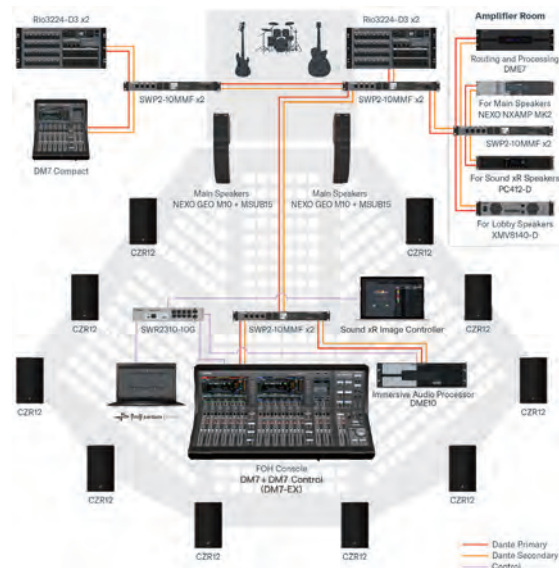 Rio3224-D3 x2
Rio3224-D3 x2
Amplifier Room
Routing and Processing
DME7
SWP2-10MMF x2
SWP2-10MMF x2
For Main Speakers
NEXO NXAMP MK2
SWP2-10MMF x2
DM7 Compact
For Sound xR Speakers
PC412-D
Main Speakers
NEXO GEO M10 + MSUB15
Main Speakers
NEXO GEO M10 + MSUB15
For Lobby Speakers
XMV8140-D
CZR12
CZR12
CZR12
CZR12
SWR2310-10G
SWP2-10MMF x2
Sound xR Image Controller
CZR12
CZR12
Immersive Audio Processor
DME10
FOH Console
DM7 + DM7 Control
(DM7-EX)
CZR12
CZR12
CZR12
CZR12
Dante Primary
Dante Secondary
Control